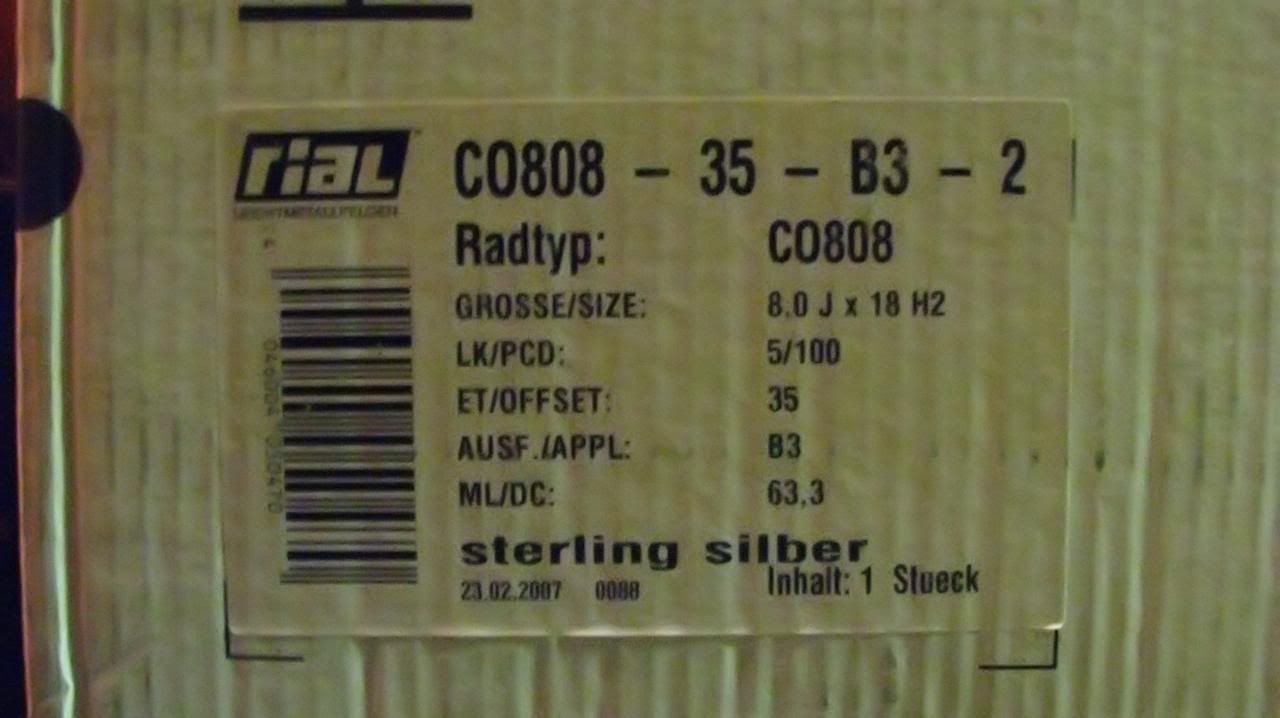 rial
LEICHTMETALLFELGEN
CO808 - 35 - B3 - 2
Radtyp: CO808
GROSSE/SIZE: 8.0 J x 18 H2
LK/PCD: 5/100
ET/OFFSET: 35
AUSF./APPL: B3
ML/DC: 63,3
sterling silber
23.02.2007 0088 Inhalt: 1 Stueck